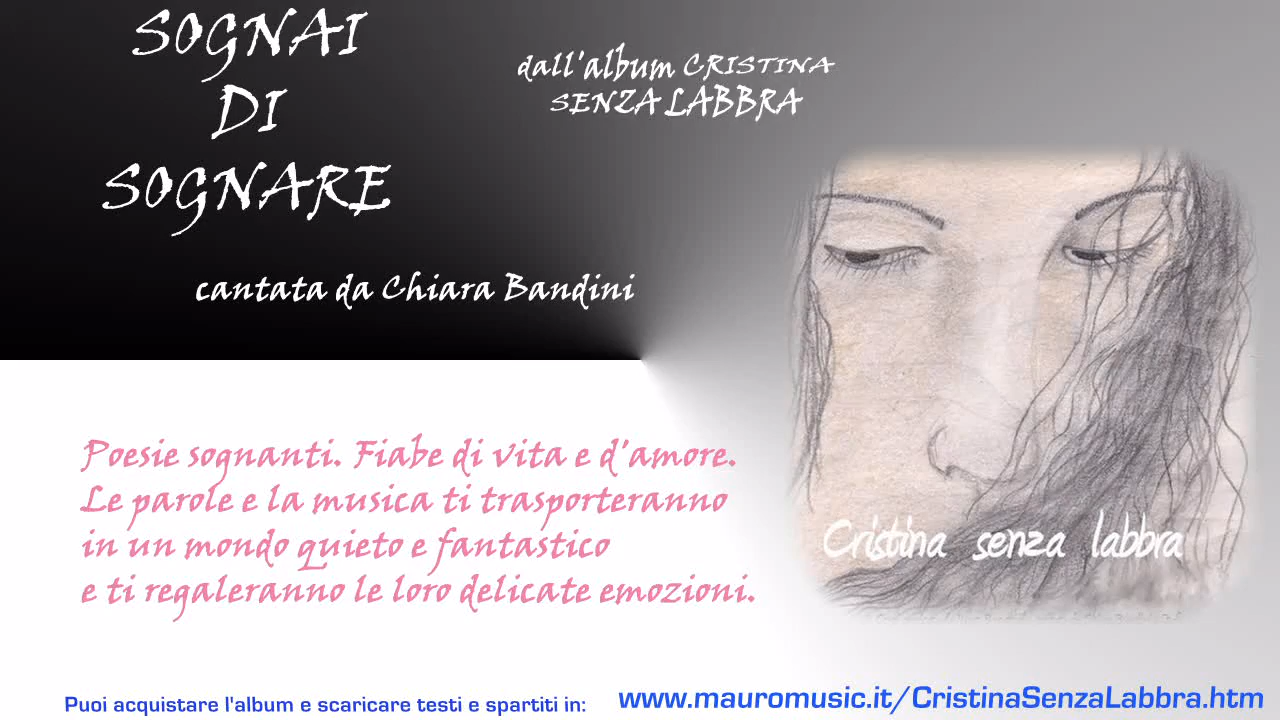 SOGNAI
DI
SOGNARE
dall'album CRISTINA
SENZA LABBRA
cantata da Chiara Bandini
Poesie sognanti. Fiabe di vita e d'amore.
Le parole e la musica ti trasporteranno
in un mondo quieto e fantastico
e ti regaleranno le loro delicate emozioni.
Cristina senza labbra
Puoi acquistare l'album e scaricare testi e spartiti in: www.mauromusic.it/CristinaSenzaLabbra.htm